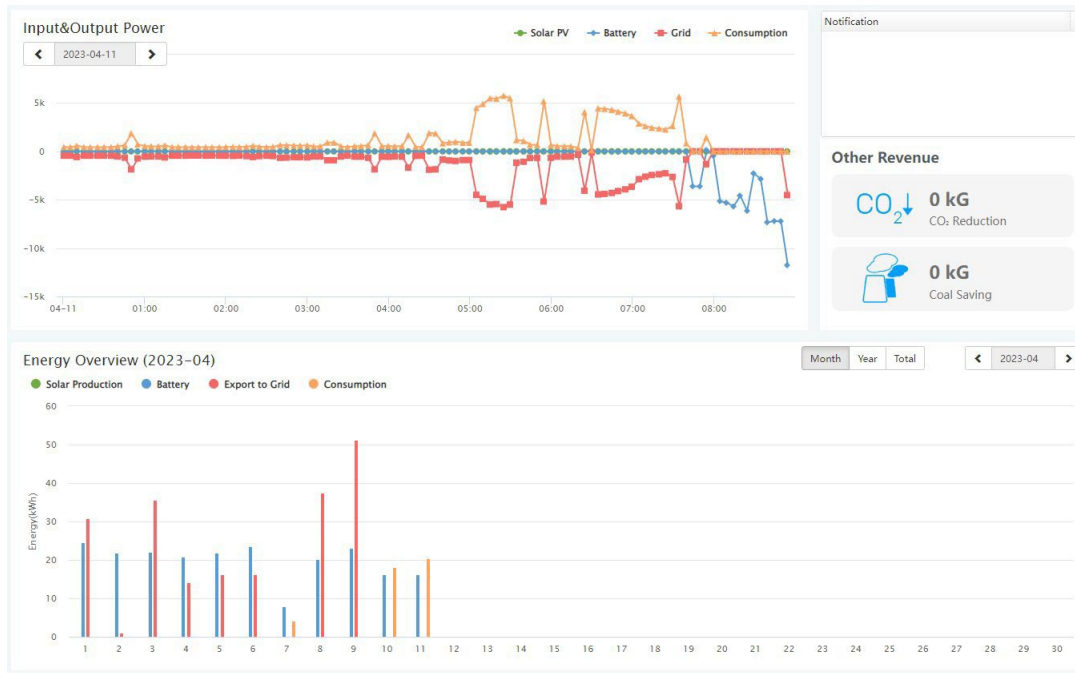 Input&Output Power
2023-04-11
Solar PV Battery Grid Consumption
5k
0
-5k
-10k
-15k
04-11 01:00 02:00 03:00 04:00 05:00 06:00 07:00 08:00
Notification
Other Revenue
CO2 0 kG
CO₂ Reduction
0 kG
Coal Saving
Energy Overview (2023-04)
Month Year Total 2023-04
Solar Production Battery Export to Grid Consumption
Energy(kWh)
60
50
40
30
20
10
0
1 2 3 4 5 6 7 8 9 10 11 12 13 14 15 16 17 18 19 20 21 22 23 24 25 26 27 28 29 30